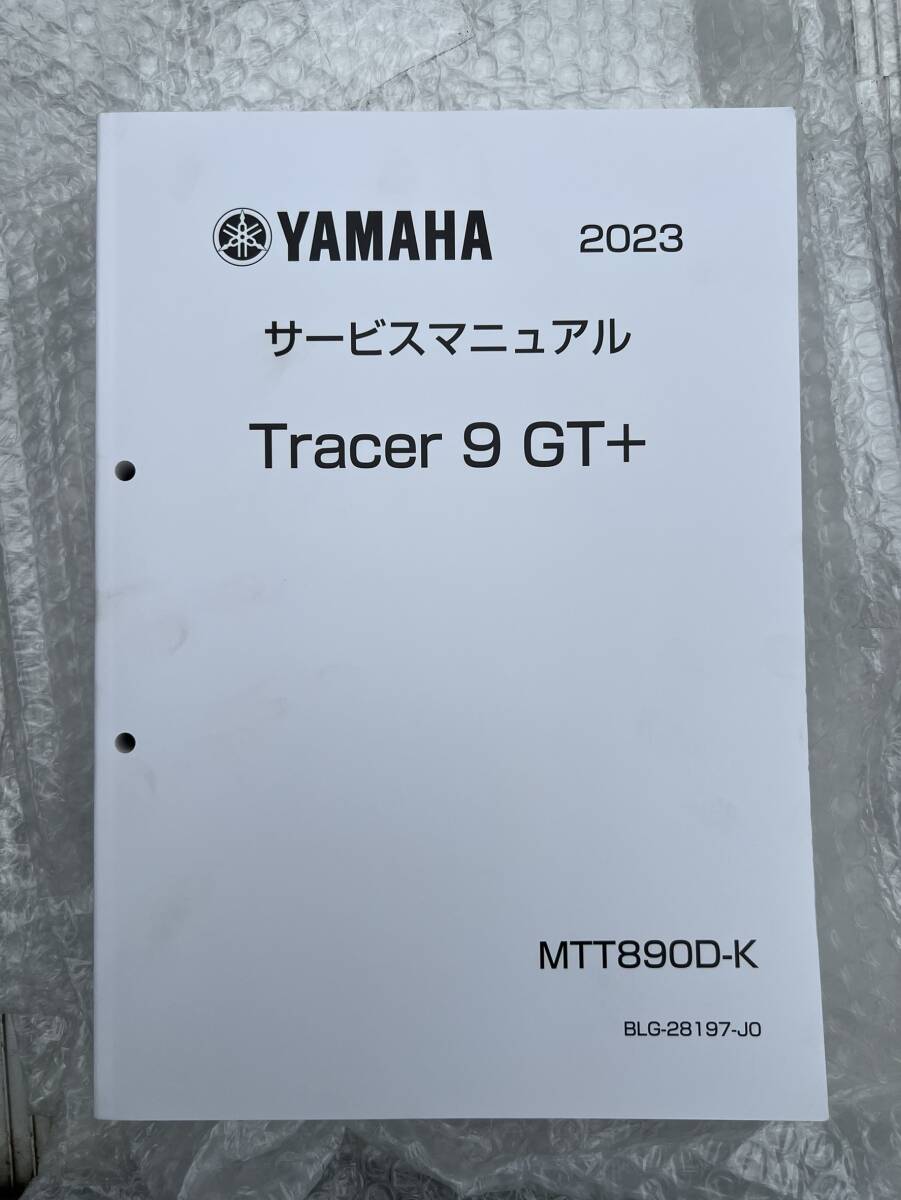 YAMAHA 2023
サービスマニュアル
Tracer 9 GT+
MTT890D-K
BLG-28197-J0